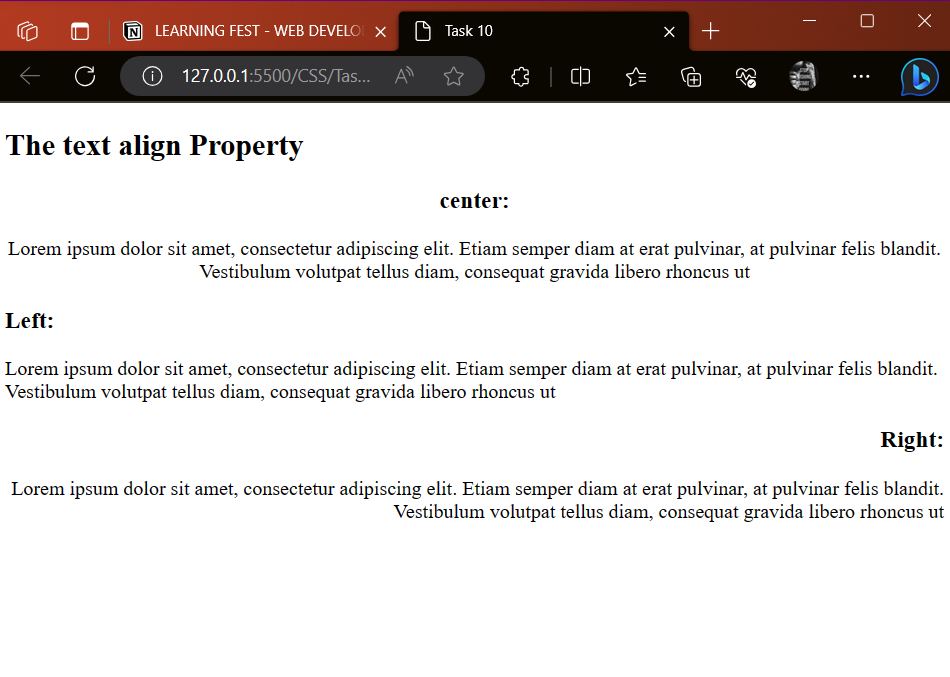 LEARNING FEST - WEB DEVELO
Task 10
127.0.0.1:5500/CSS/Tas...
The text align Property
center:
Lorem ipsum dolor sit amet, consectetur adipiscing elit. Etiam semper diam at erat pulvinar, at pulvinar felis blandit.
Vestibulum volutpat tellus diam, consequat gravida libero rhoncus ut
Left:
Lorem ipsum dolor sit amet, consectetur adipiscing elit. Etiam semper diam at erat pulvinar, at pulvinar felis blandit.
Vestibulum volutpat tellus diam, consequat gravida libero rhoncus ut
Right:
Lorem ipsum dolor sit amet, consectetur adipiscing elit. Etiam semper diam at erat pulvinar, at pulvinar felis blandit.
Vestibulum volutpat tellus diam, consequat gravida libero rhoncus ut